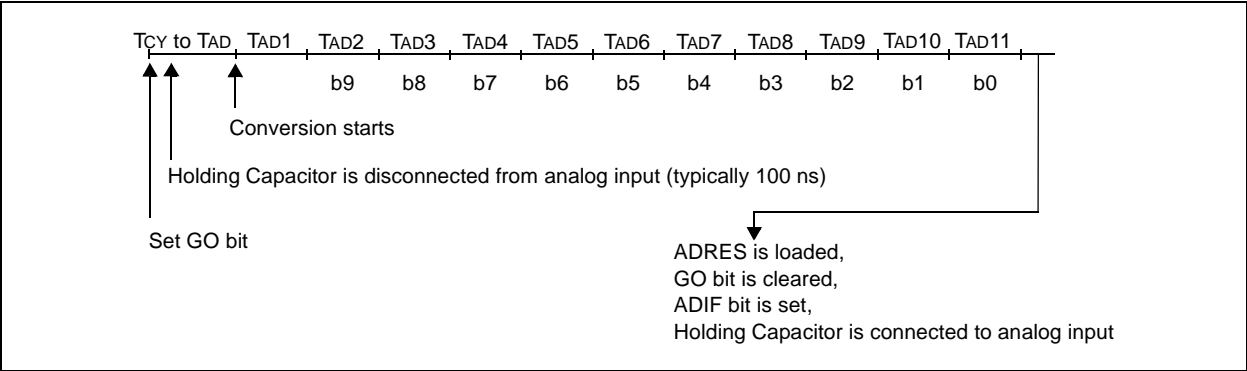 TCY to TAD TAD1 TAD2 TAD3 TAD4 TAD5 TAD6 TAD7 TAD8 TAD9 TAD10 TAD11
b9 b8 b7 b6 b5 b4 b3 b2 b1 b0
Conversion starts
Holding Capacitor is disconnected from analog input (typically 100 ns)
Set GO bit
ADRES is loaded,
GO bit is cleared,
ADIF bit is set,
Holding Capacitor is connected to analog input